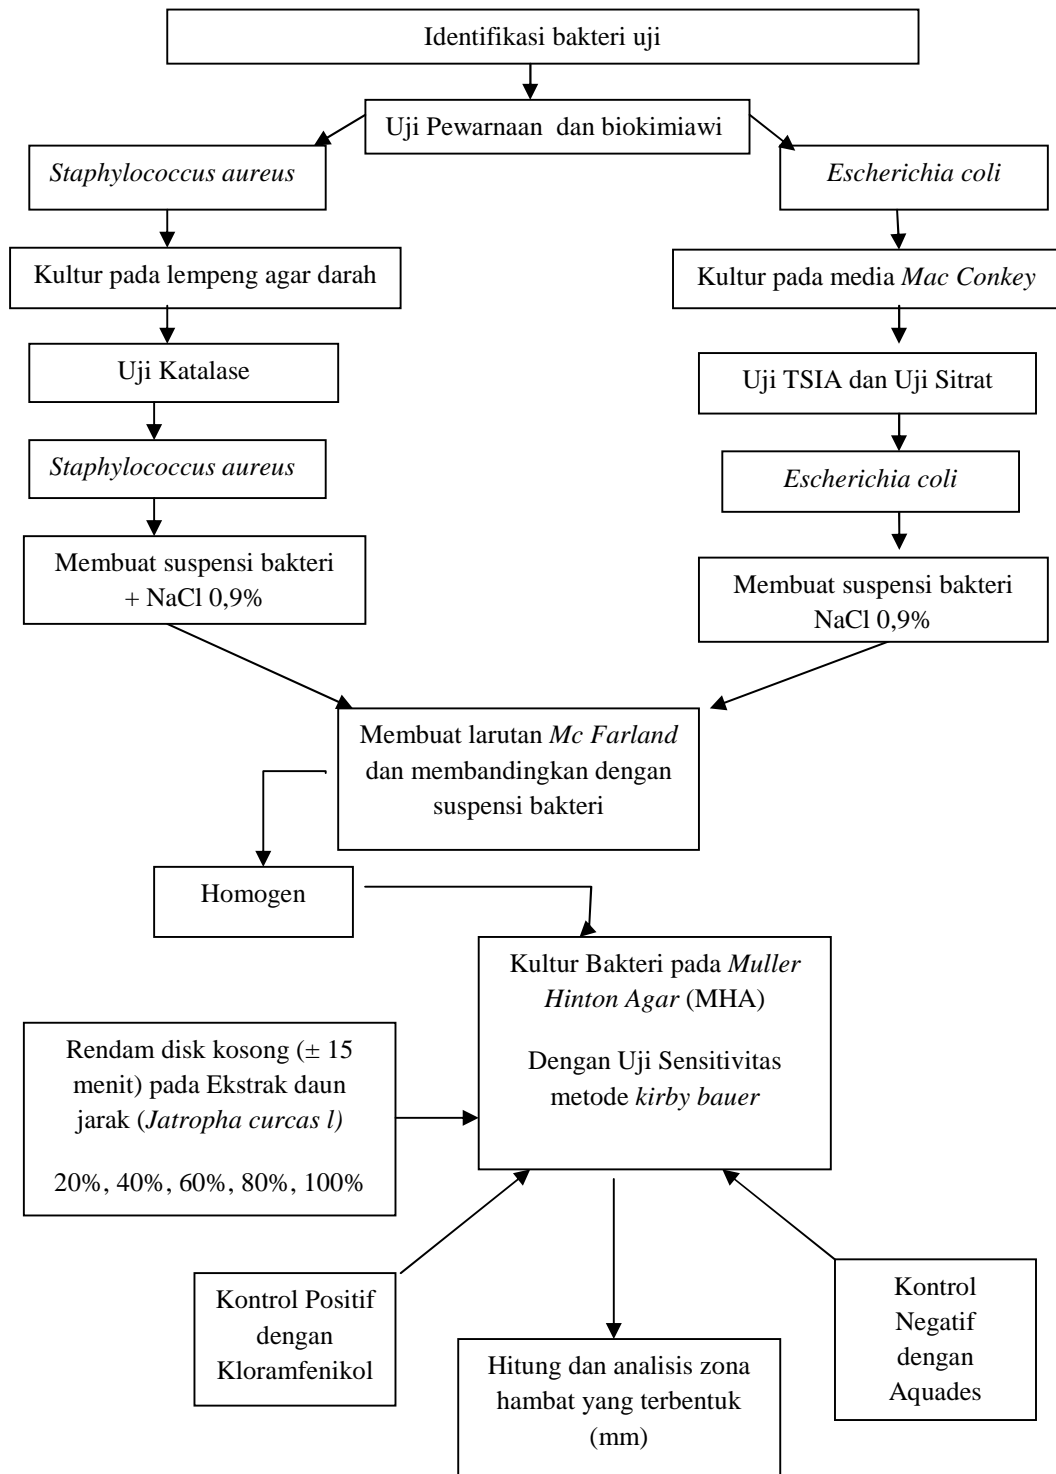 Identifikasi bakteri uji
Uji Pewarnaan dan biokimiawi
Staphylococcus aureus
Escherichia coli
Kultur pada lempeng agar darah
Kultur pada media Mac Conkey
Uji Katalase
Uji TSIA dan Uji Sitrat
Staphylococcus aureus
Escherichia coli
Membuat suspensi bakteri
+ NaCl 0,9%
Membuat suspensi bakteri
NaCl 0,9%
Membuat larutan Mc Farland
dan membandingkan dengan
suspensi bakteri
Homogen
Kultur Bakteri pada Muller
Hinton Agar (MHA)
Dengan Uji Sensitivitas
metode kirby bauer
Rendam disk kosong (± 15
menit) pada Ekstrak daun
jarak (Jatropha curcas l)
20%, 40%, 60%, 80%, 100%
Kontrol Positif
dengan
Kloramfenikol
Hitung dan analisis zona
hambat yang terbentuk
(mm)
Kontrol
Negatif
dengan
Aquades